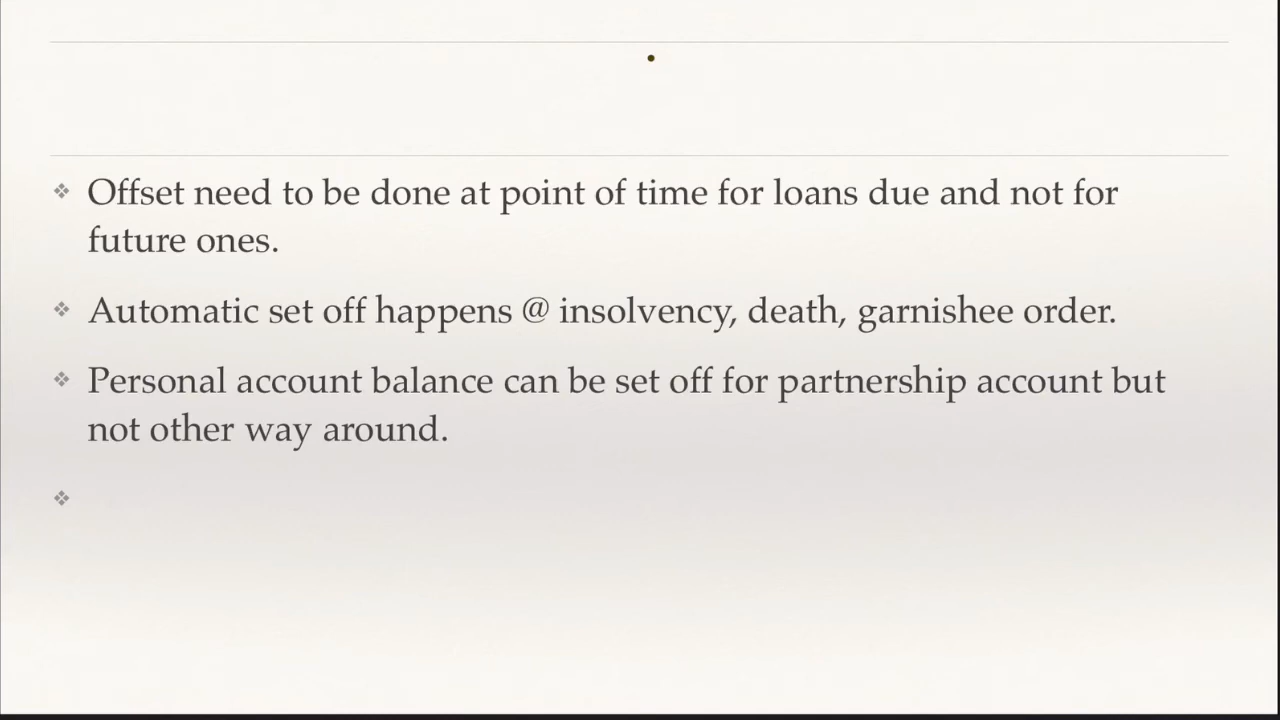 .
❖ Offset need to be done at point of time for loans due and not for
future ones.
❖ Automatic set off happens @ insolvency, death, garnishee order.
❖ Personal account balance can be set off for partnership account but
not other way around.
❖